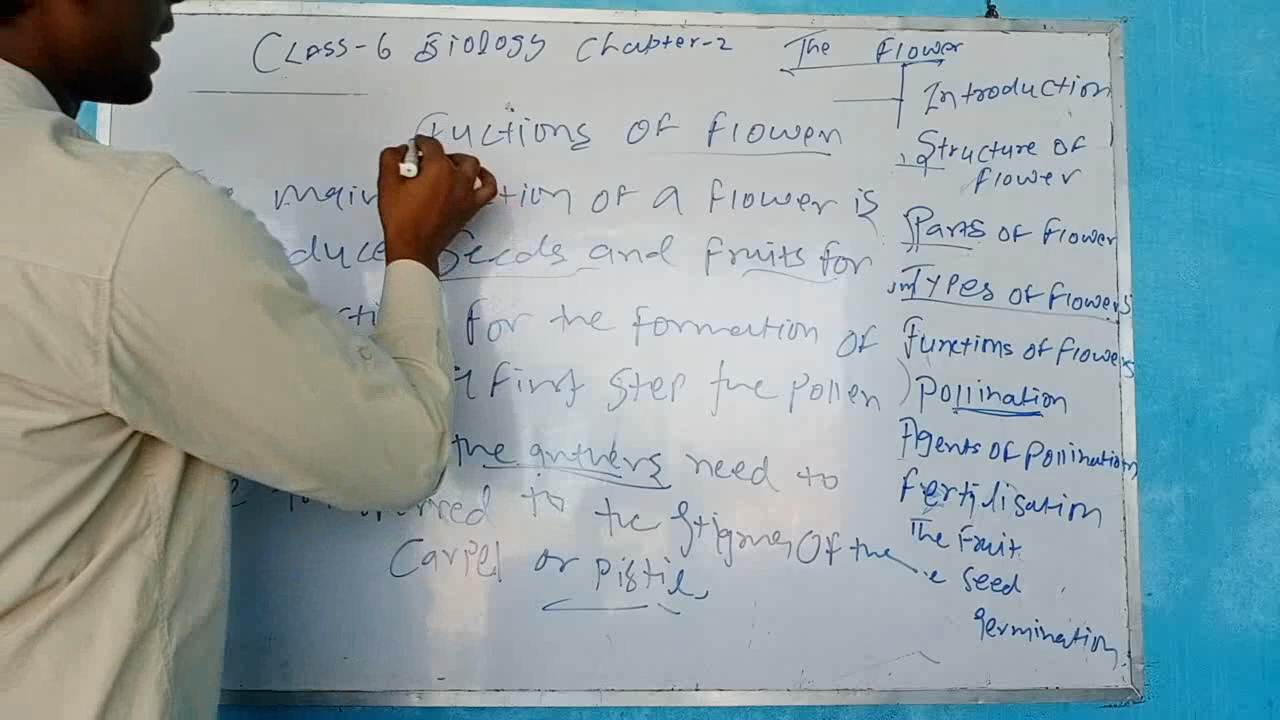 Class-6 Biology Chapter-2 The Flower
Fuctions of flower
main tion of a flower is
duce Seeds and fruits for
for the formation of
first step the pollen
the anthers need to
to the stigma of the
Carpel or pistil,
Introduction
Structure of
flower
Parts of flower
Types of flowers
Functions of flowers
Pollination
Agents of pollination
Fertilisation
The Fruit
Seed
germination